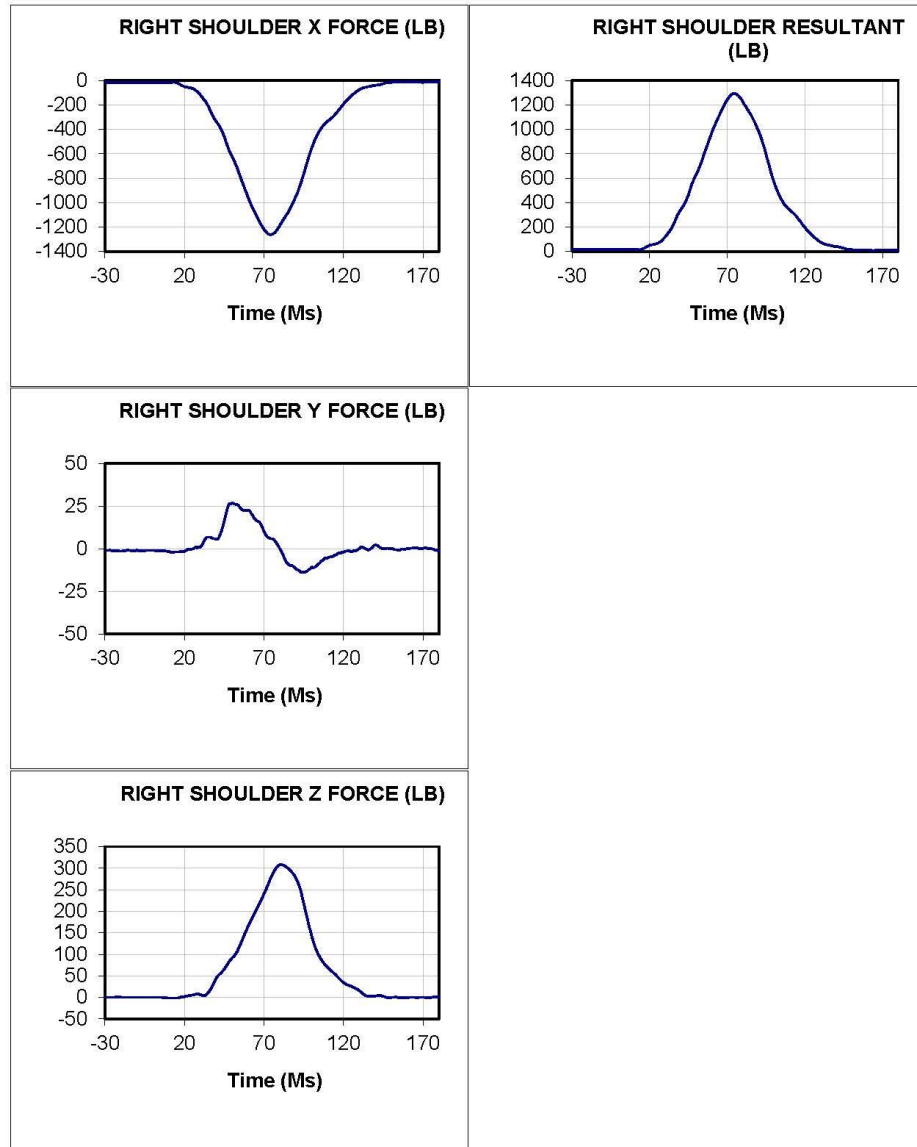 RIGHT SHOULDER X FORCE (LB)
0
-200
-400
-600
-800
-1000
-1200
-1400
-30 20 70 120 170
Time (Ms)
RIGHT SHOULDER RESULTANT
(LB)
1400
1200
1000
800
600
400
200
0
-30 20 70 120 170
Time (Ms)
RIGHT SHOULDER Y FORCE (LB)
50
25
0
-25
-50
-30 20 70 120 170
Time (Ms)
RIGHT SHOULDER Z FORCE (LB)
350
300
250
200
150
100
50
0
-50
-30 20 70 120 170
Time (Ms)